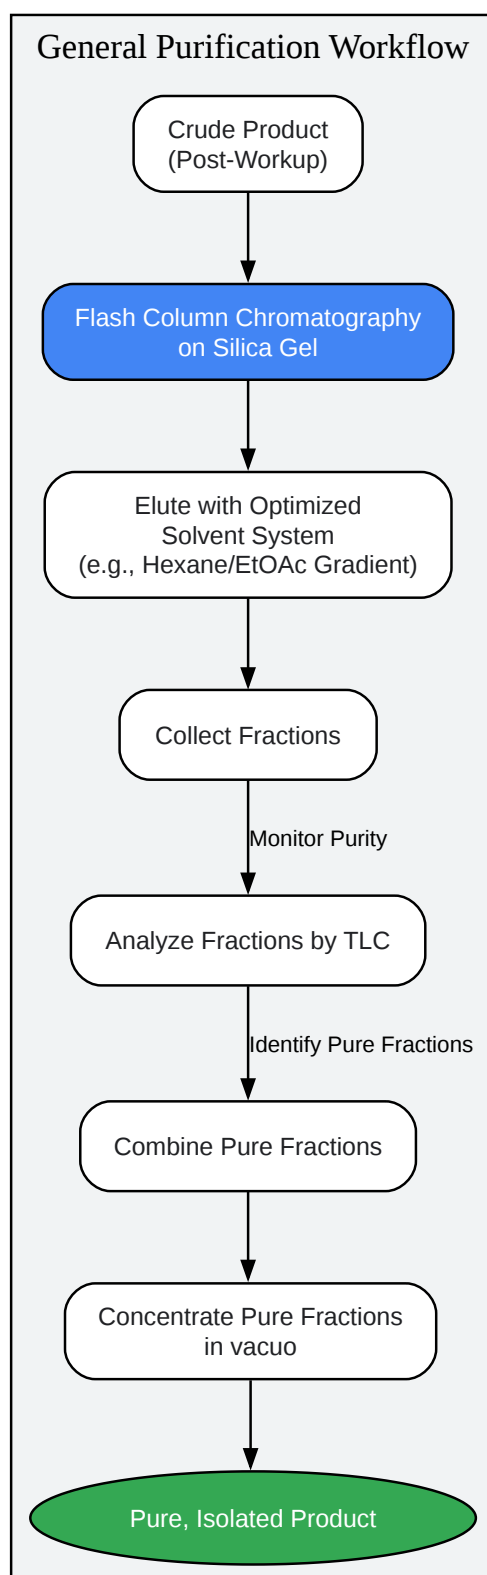 General Purification Workflow
Crude Product
(Post-Workup)
Flash Column Chromatography
on Silica Gel
Elute with Optimized
Solvent System
(e.g., Hexane/EtOAc Gradient)
Collect Fractions
Monitor Purity
Analyze Fractions by TLC
Identify Pure Fractions
Combine Pure Fractions
Concentrate Pure Fractions
in vacuo
Pure, Isolated Product